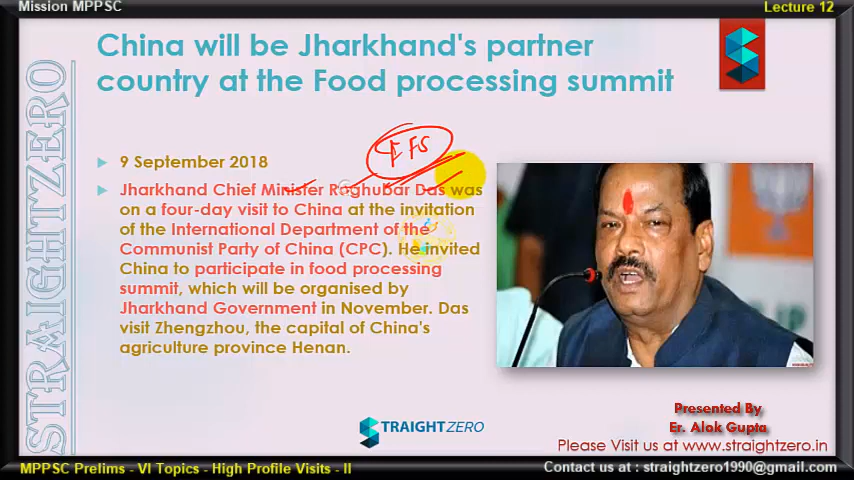 Mission MPPSC
Lecture 12
China will be Jharkhand's partner
country at the Food processing summit
STRAIGHTZERO
9 September 2018
IFS
Jharkhand Chief Minister Raghubar Das was
on a four-day visit to China at the invitation
of the International Department of the
Communist Party of China (CPC). He invited
China to participate in food processing
summit, which will be organised by
Jharkhand Government in November. Das
visit Zhengzhou, the capital of China's
agriculture province Henan.
TRAIGHTZERO
Presented By
Er. Alok Gupta
Please Visit us at www.straightzero.in
MPPSC Prelims - VI Topics - High Profile Visits - II
Contact us at : straightzero1990@gmail.com